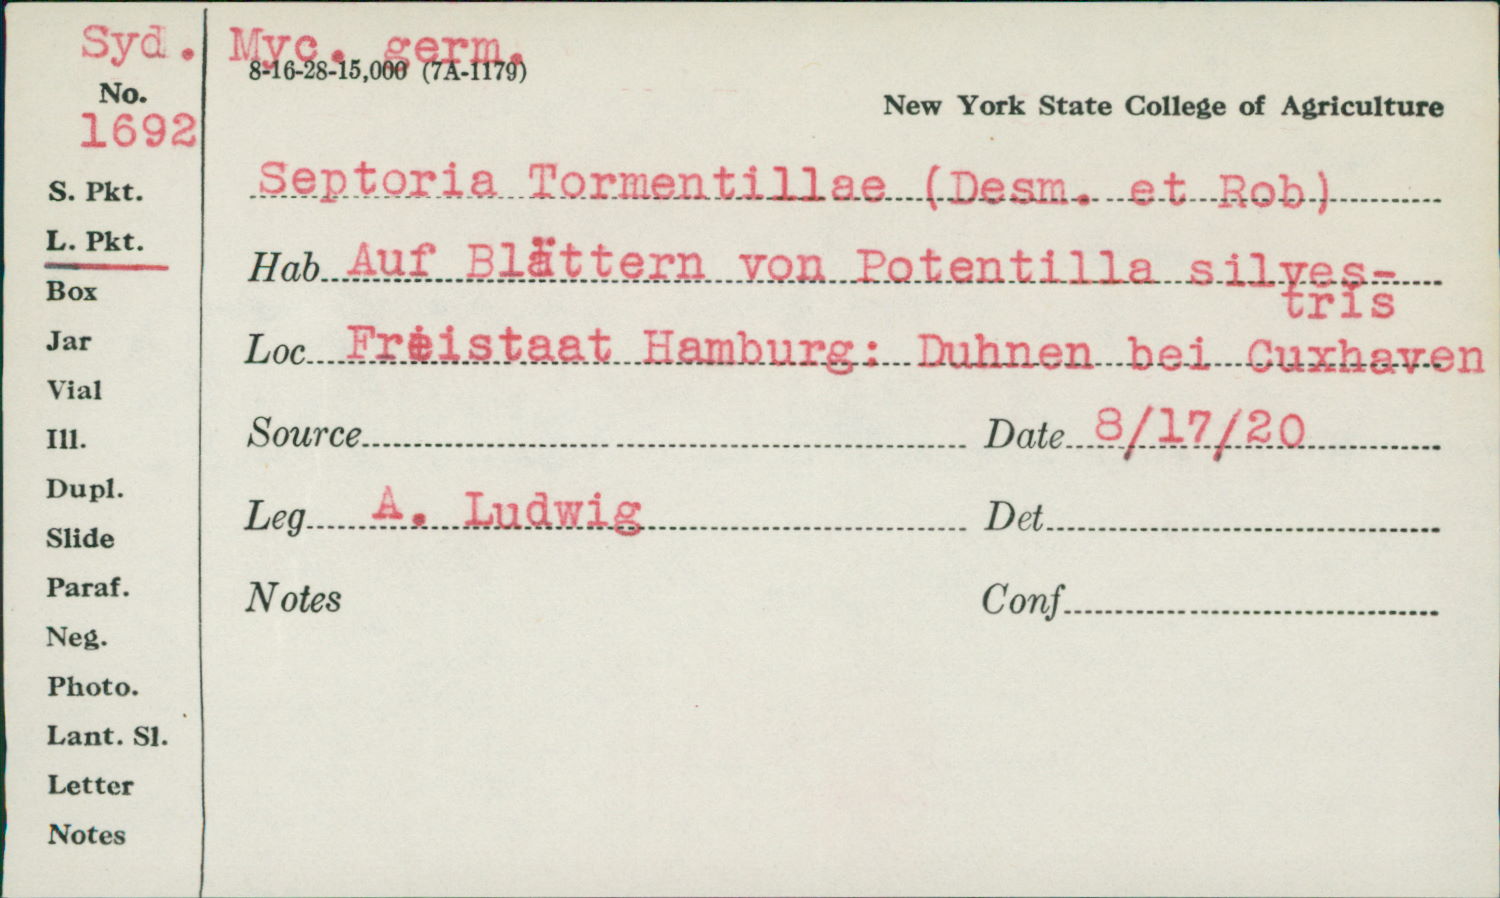 Syd. Myc. germ.
8-16-28-15,000 (7A-1179)
No.
New York State College of Agriculture
1692
Septoria Tormentillae (Desm. et Rob)
S. Pkt.
L. Pkt.
Hab Auf Blättern von Potentilla silves-
tris
Box
Jar
Loc Freistaat Hamburg: Duhnen bei Cuxhaven
Vial
Ill.
Source Date 8/17/20
Dupl.
Leg A. Ludwig Det
Slide
Paraf.
Notes Conf
Neg.
Photo.
Lant. Sl.
Letter
Notes